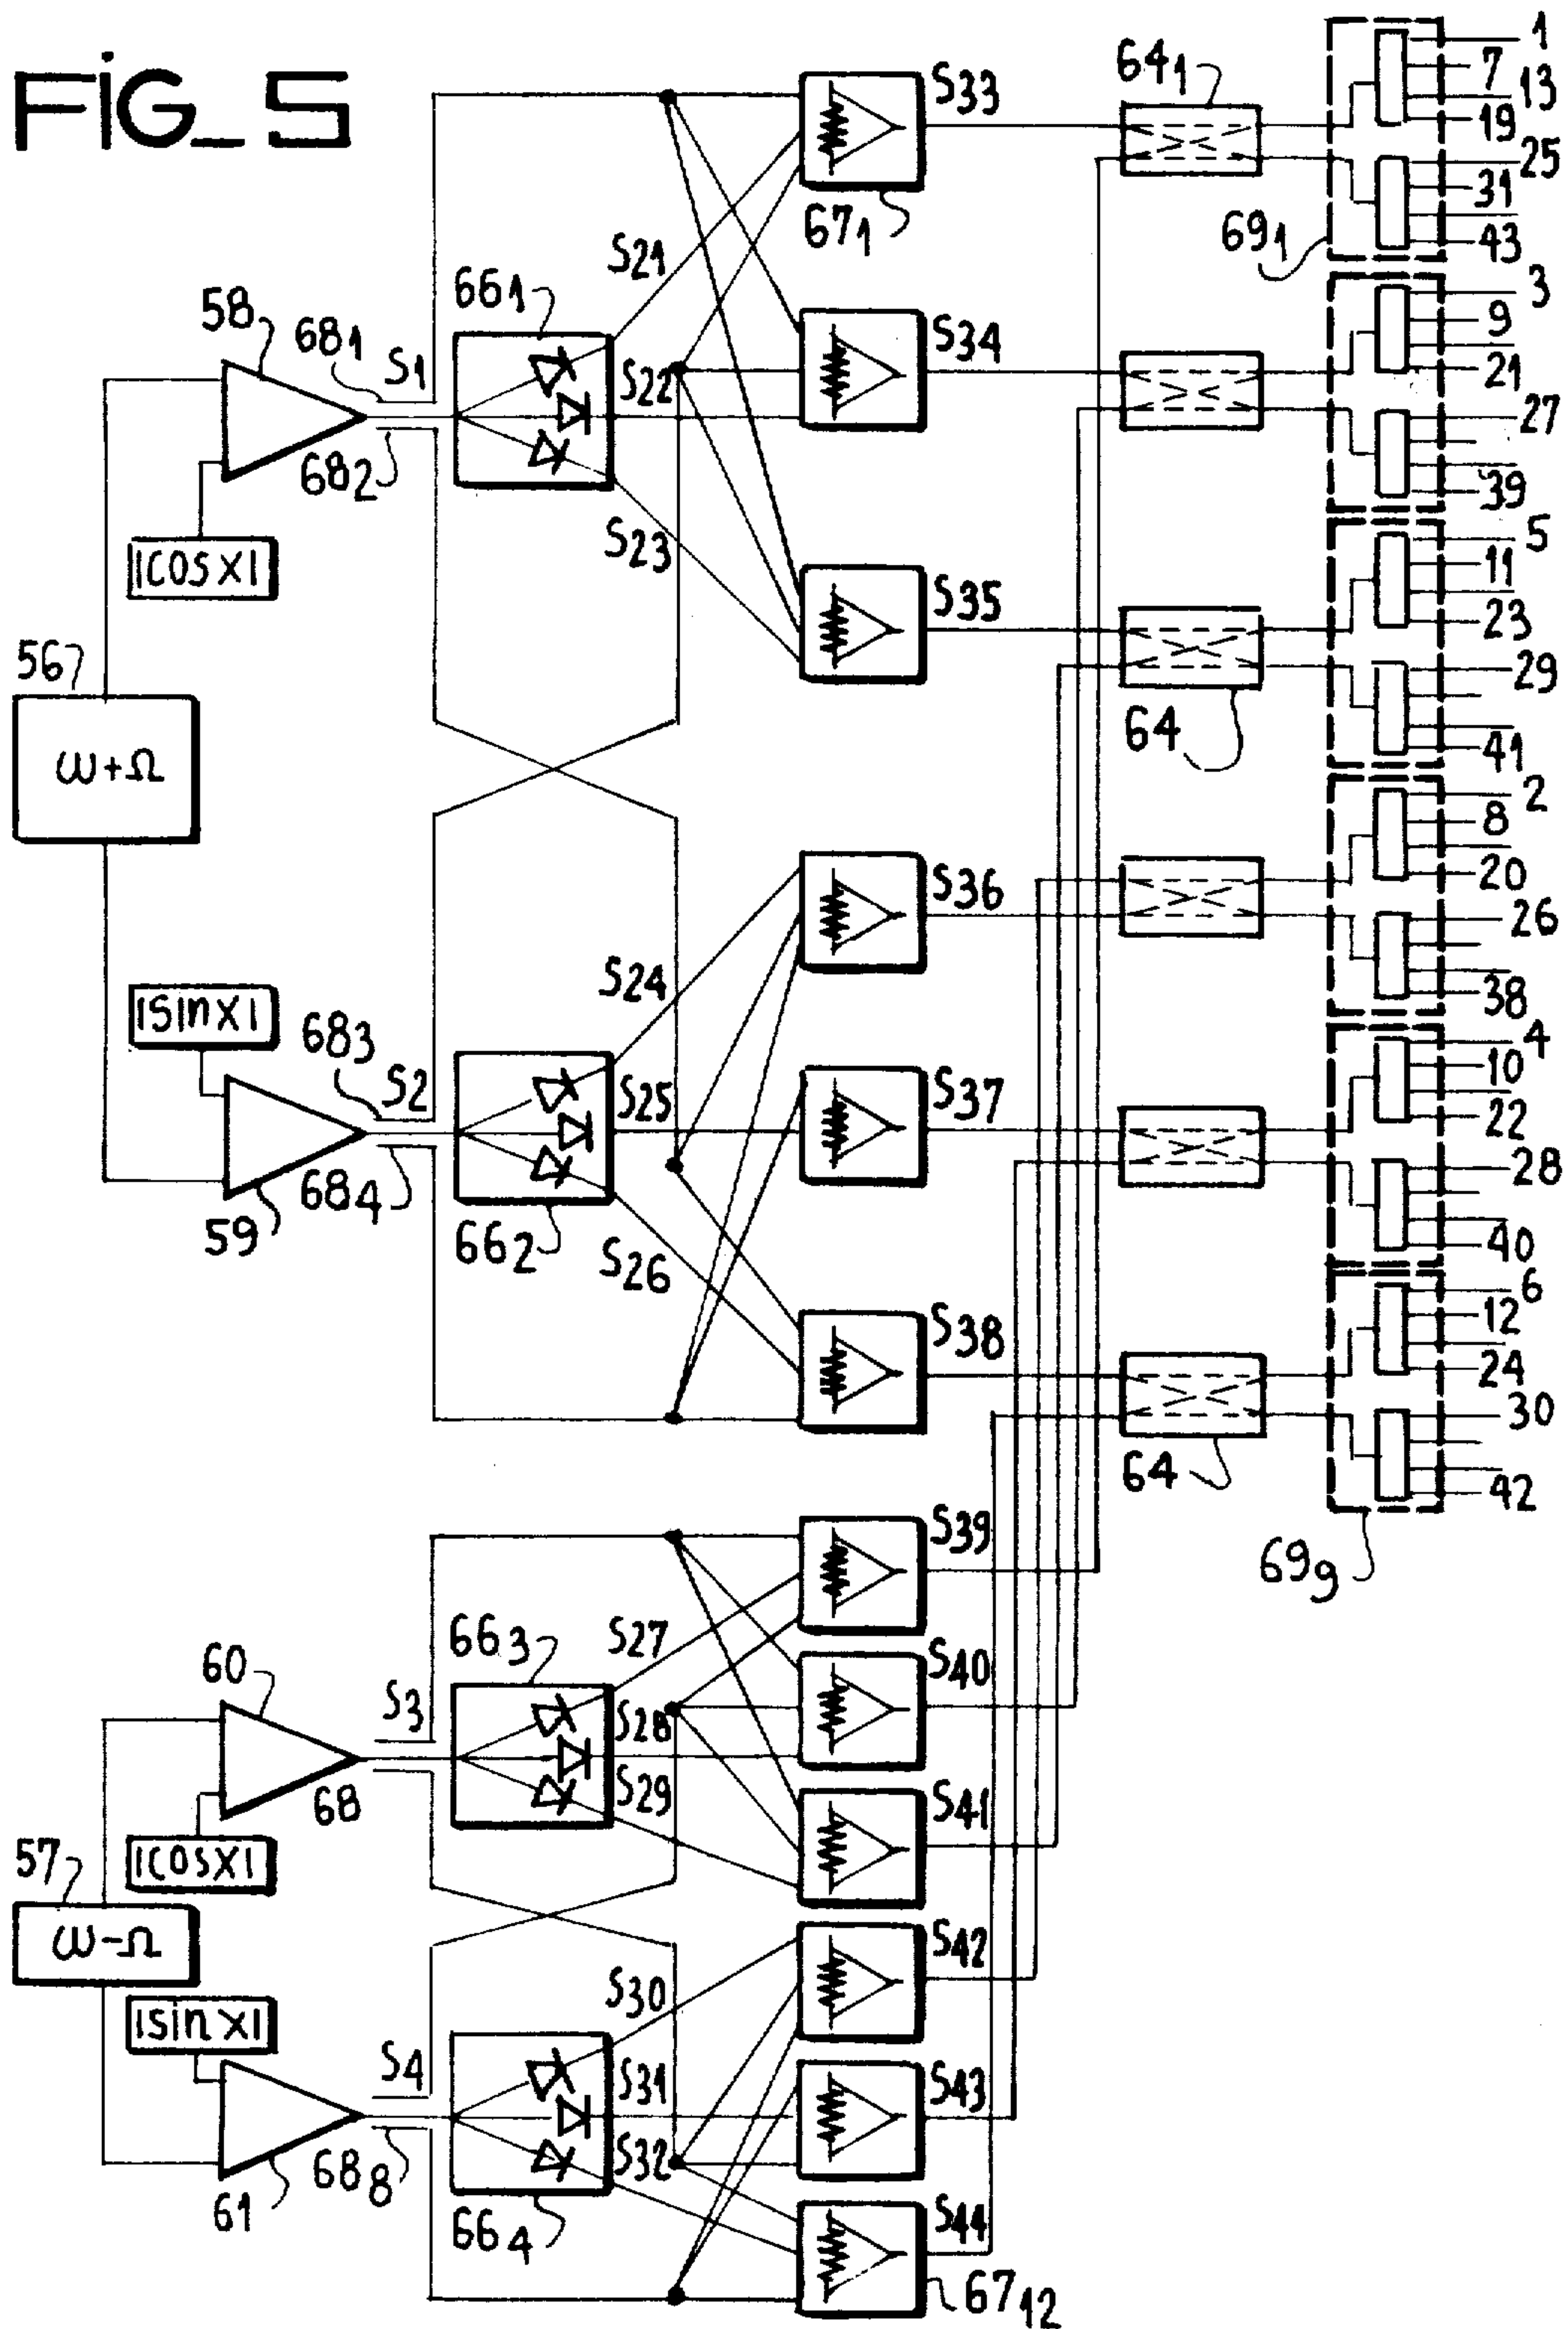 FIG_5
64₁
1
7
13
19
25
31
43
69₁
S33
67₁
S21
66₁
58
68₁
S1
S22
68₂
|COS X|
S23
S34
S35
3
9
21
27
39
5
11
23
29
41
64
56
ω+Ω
2
8
20
26
38
S36
S24
|Sin X|
68₃
S2
S25
S37
68₄
59
66₂
S26
S38
4
10
22
28
40
6
12
24
30
42
64
69₉
S39
S27
66₃
60
S3
S28
S40
S29
68
S41
|COS X|
57
ω-Ω
S42
S30
|Sin X|
S4
S31
S43
S32
68₈
61
66₄
S44
67₁₂